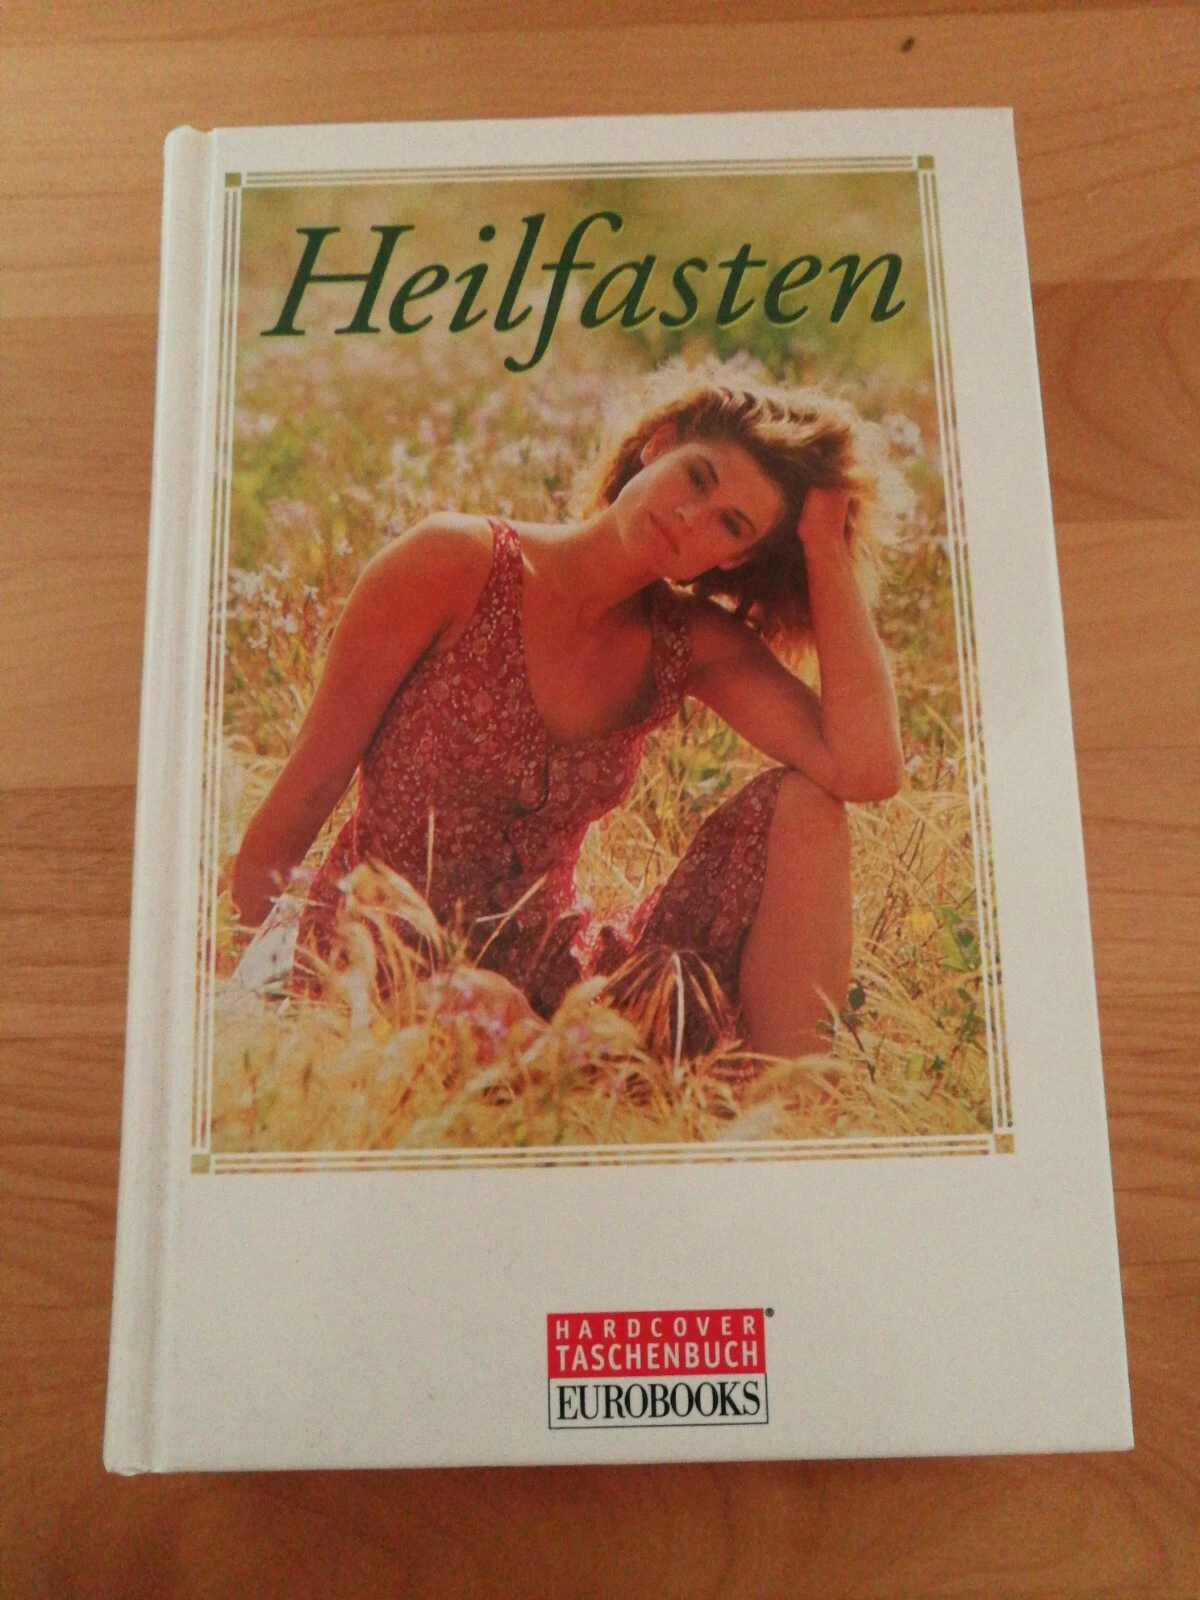 Heilfasten
HARDCOVER ®
TASCHENBUCH
EUROBOOKS